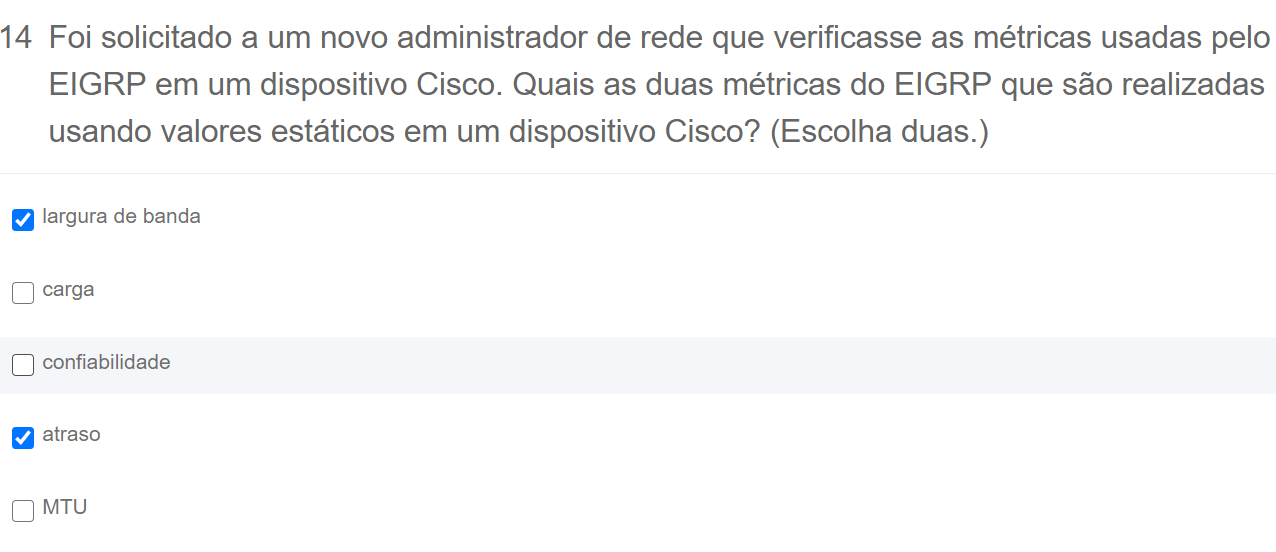 14 Foi solicitado a um novo administrador de rede que verificasse as métricas usadas pelo
EIGRP em um dispositivo Cisco. Quais as duas métricas do EIGRP que são realizadas
usando valores estáticos em um dispositivo Cisco? (Escolha duas.)
largura de banda
carga
confiabilidade
atraso
MTU